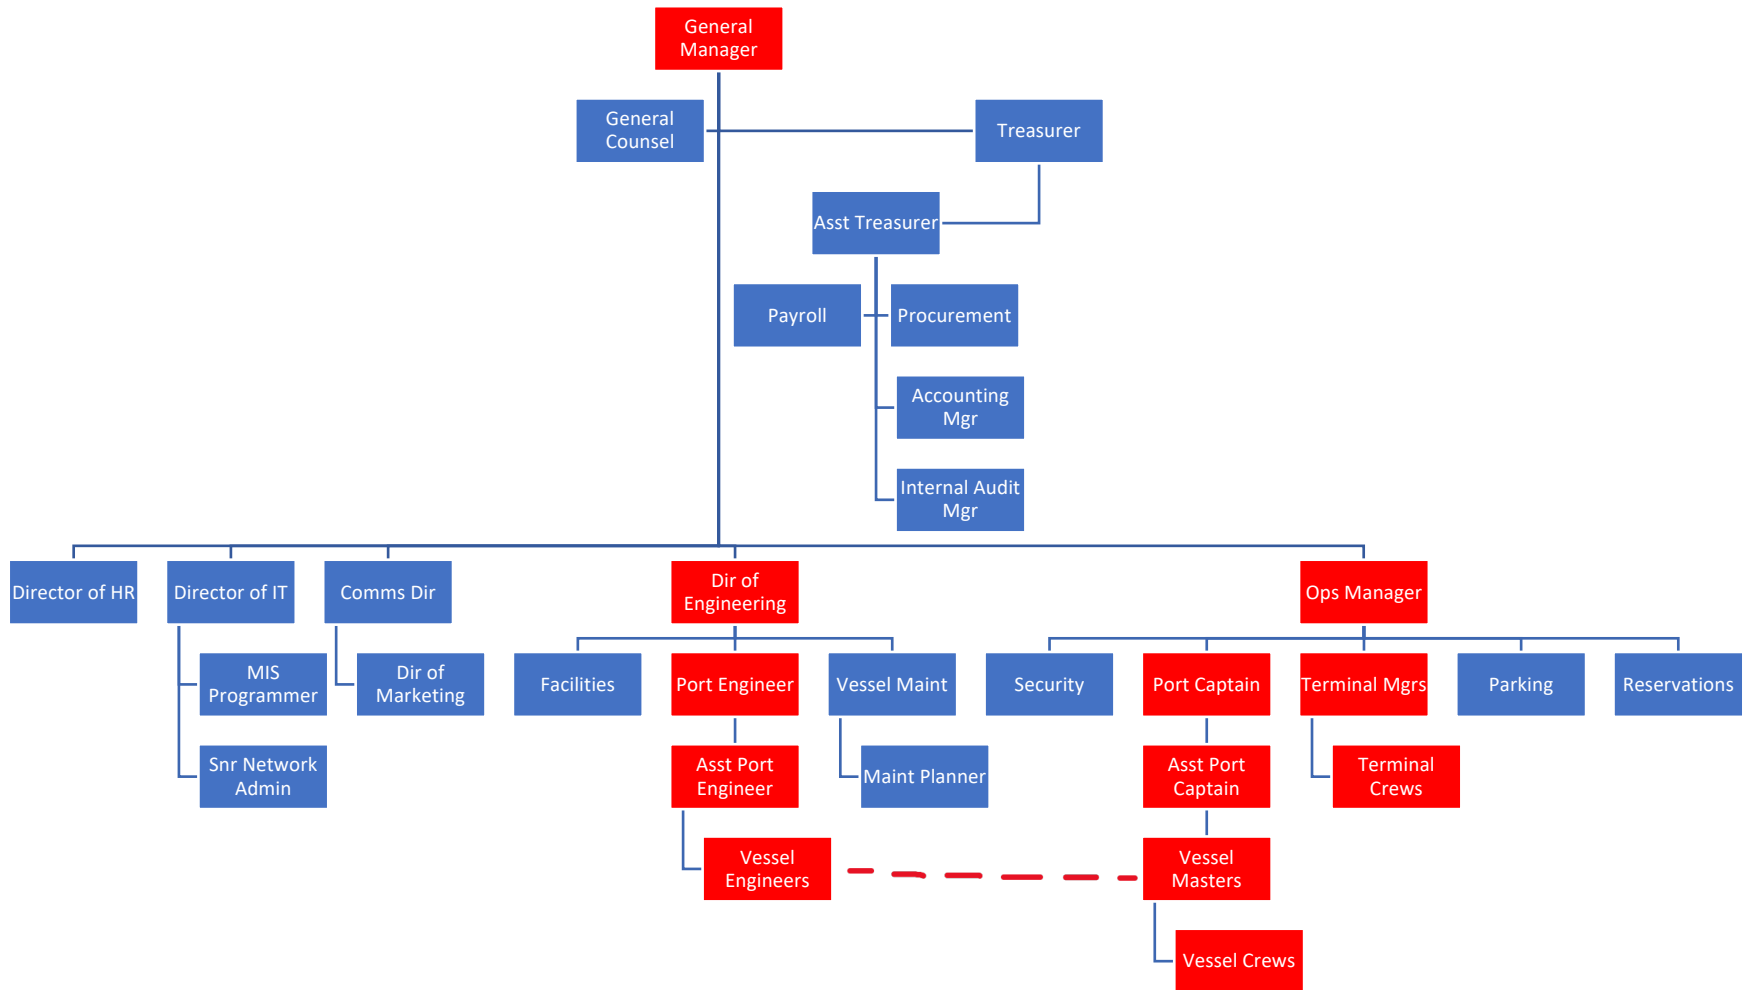 General
Manager
General
Counsel
Treasurer
Asst Treasurer
Payroll
Procurement
Accounting
Mgr
Internal Audit
Mgr
Director of HR
Director of IT
Comms Dir
Dir of
Engineering
Ops Manager
MIS
Programmer
Dir of
Marketing
Facilities
Port Engineer
Vessel Maint
Security
Port Captain
Terminal Mgrs
Parking
Reservations
Snr Network
Admin
Asst Port
Engineer
Maint Planner
Asst Port
Captain
Terminal
Crews
Vessel
Engineers
Vessel
Masters
Vessel Crews